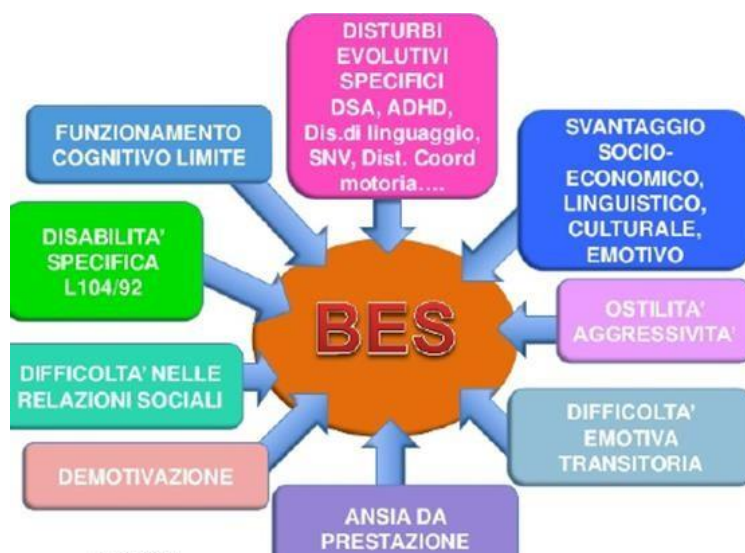 DISTURBI
EVOLUTIVI
SPECIFICI
DSA, ADHD,
Dis.di linguaggio,
SNV, Dist. Coord
motoria....
FUNZIONAMENTO
COGNITIVO LIMITE
SVANTAGGIO
SOCIO-
ECONOMICO,
LINGUISTICO,
CULTURALE,
EMOTIVO
DISABILITA'
SPECIFICA
L104/92
BES
OSTILITA'
AGGRESSIVITA'
DIFFICOLTA' NELLE
RELAZIONI SOCIALI
DIFFICOLTA'
EMOTIVA
TRANSITORIA
DEMOTIVAZIONE
ANSIA DA
PRESTAZIONE